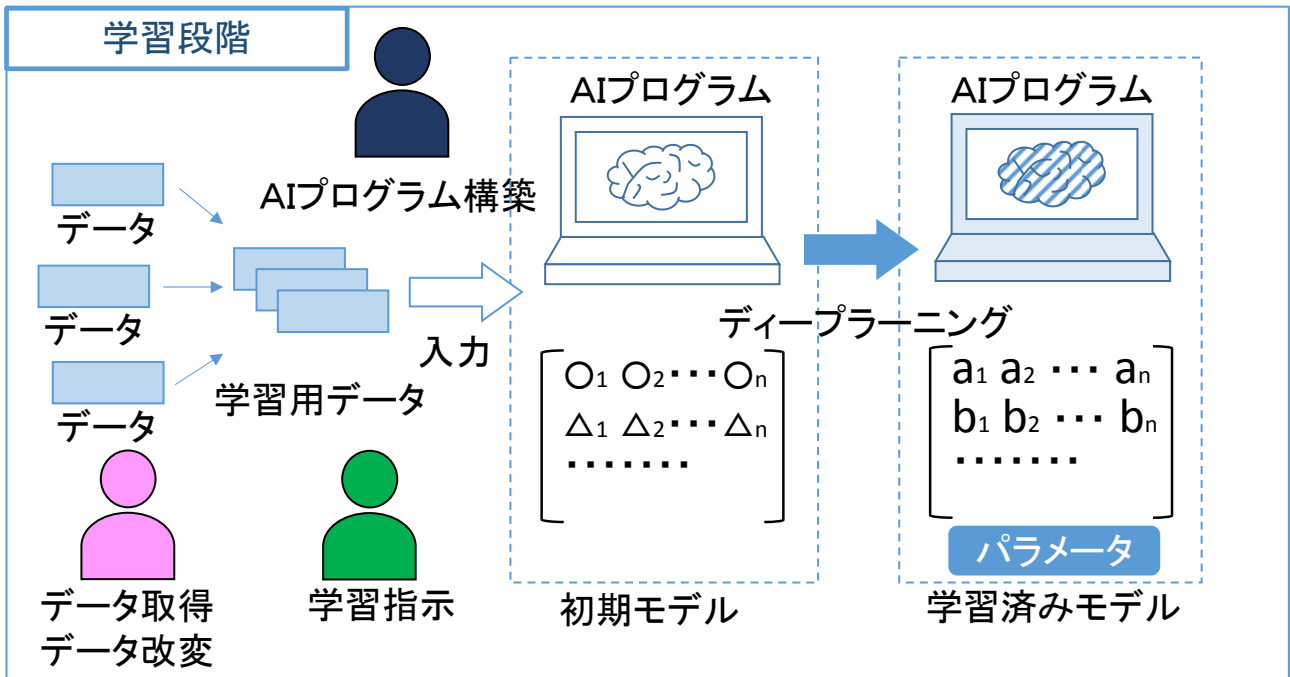 学習段階
AIプログラム構築
データ
データ
データ
学習用データ
入力
データ取得
データ改変
学習指示
AIプログラム
ディープラーニング
○1 ○2・・・○n
△1 △2・・・△n
・・・・・・・
初期モデル
AIプログラム
a1 a2 ・・・ an
b1 b2 ・・・ bn
・・・・・・・
パラメータ
学習済みモデル